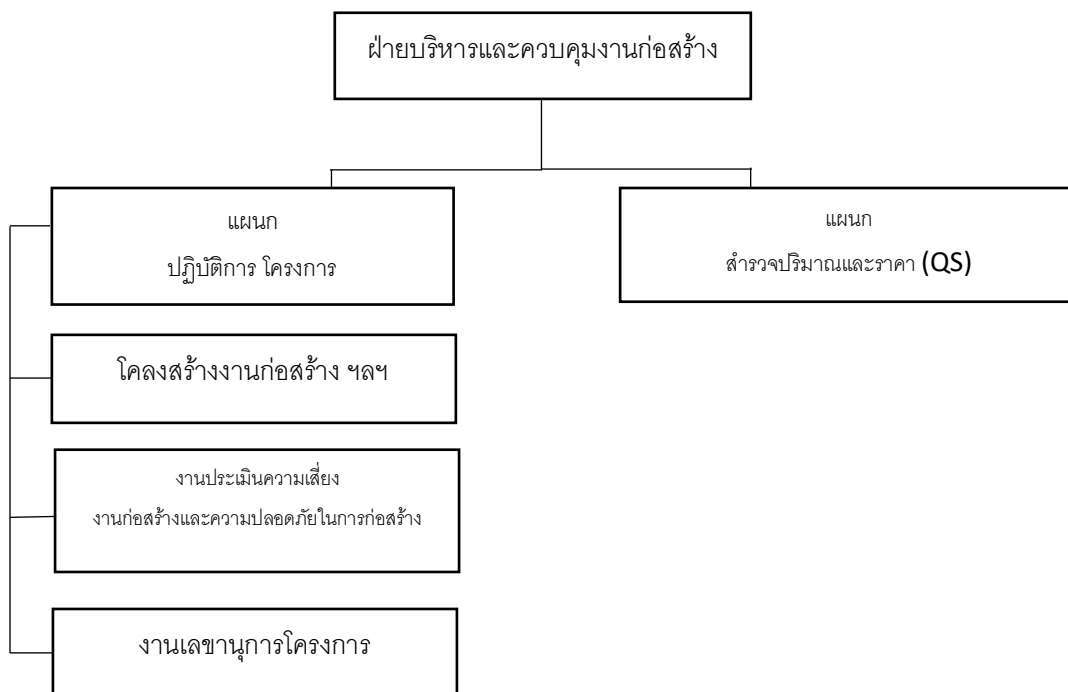 ฝ่ายบริหารและควบคุมงานก่อสร้าง
แผนก
ปฏิบัติการ โครงการ
แผนก
สำรวจปริมาณและราคา (QS)
โคลงสร้างงานก่อสร้าง ฯลฯ
งานประเมินความเสี่ยง
งานก่อสร้างและความปลอดภัยในการก่อสร้าง
งานเลขานุการโครงการ